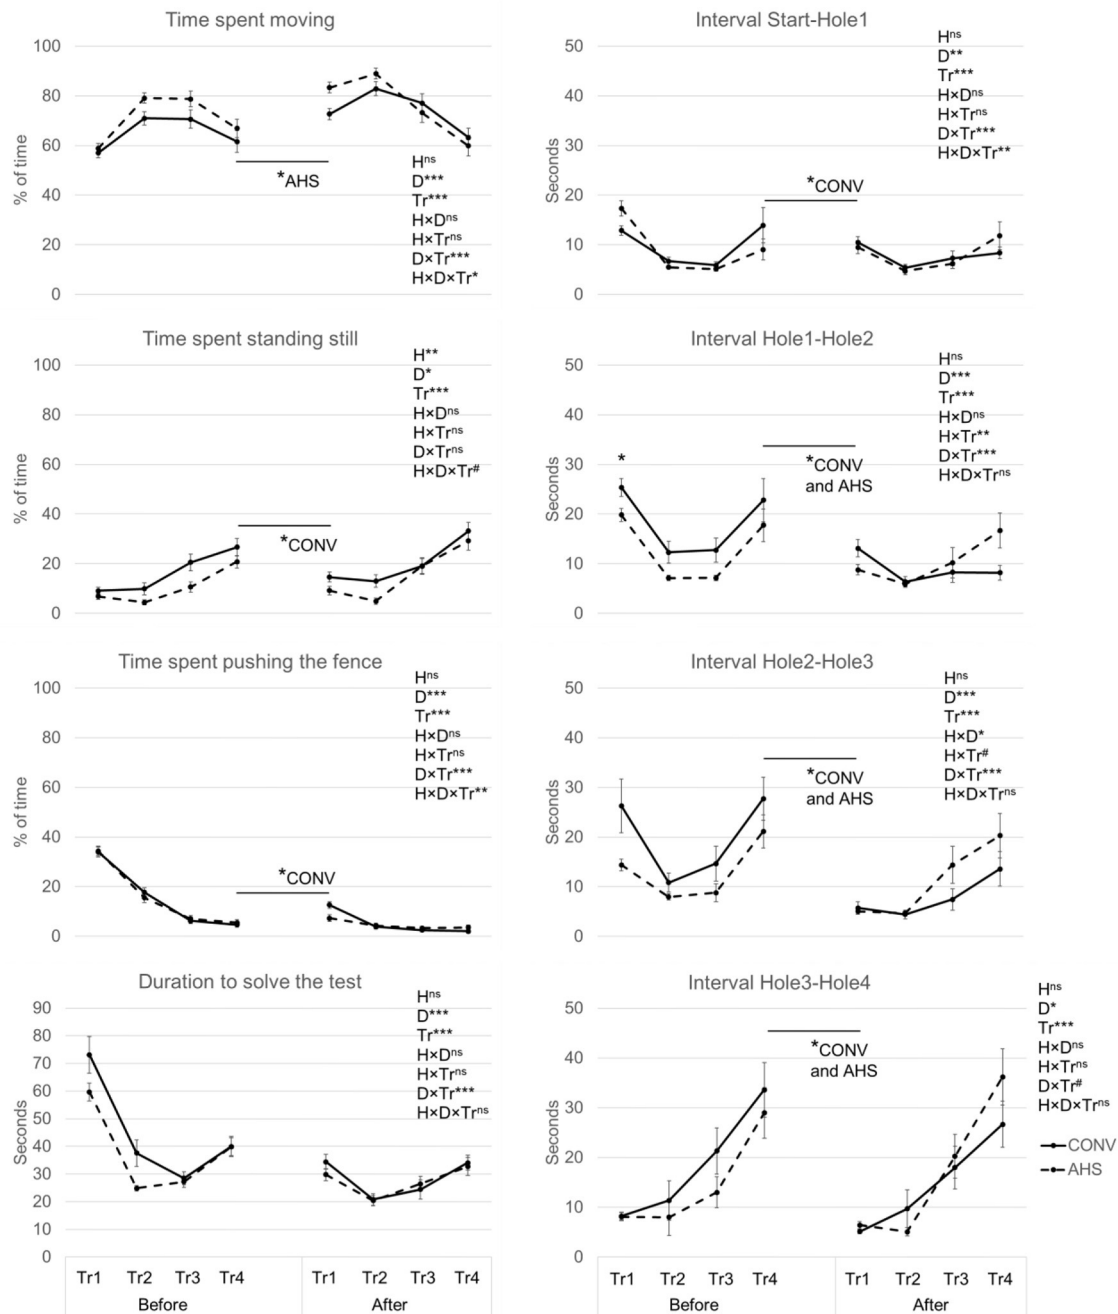 Time spent moving
100
80
60
40
20
0
% of time
*AHS
Hⁿˢ
D***
Tr***
H×Dⁿˢ
H×Trⁿˢ
D×Tr***
H×D×Tr*
Interval Start-Hole1
50
40
30
20
10
0
Seconds
*CONV
Hⁿˢ
D**
Tr***
H×Dⁿˢ
H×Trⁿˢ
D×Tr***
H×D×Tr**
Time spent standing still
100
80
60
40
20
0
% of time
*CONV
H**
D*
Tr***
H×Dⁿˢ
H×Trⁿˢ
D×Trⁿˢ
H×D×Tr#
Interval Hole1-Hole2
50
40
30
20
10
0
Seconds
*
*CONV
and AHS
Hⁿˢ
D***
Tr***
H×Dⁿˢ
H×Tr**
D×Tr***
H×D×Trⁿˢ
Time spent pushing the fence
100
80
60
40
20
0
% of time
*CONV
Hⁿˢ
D***
Tr***
H×Dⁿˢ
H×Trⁿˢ
D×Tr***
H×D×Tr**
Interval Hole2-Hole3
50
40
30
20
10
0
Seconds
*CONV
and AHS
Hⁿˢ
D***
Tr***
H×D*
H×Tr#
D×Tr***
H×D×Trⁿˢ
Duration to solve the test
90
80
70
60
50
40
30
20
10
0
Seconds
Hⁿˢ
D***
Tr***
H×Dⁿˢ
H×Trⁿˢ
D×Tr***
H×D×Trⁿˢ
Tr1 Tr2 Tr3 Tr4 Tr1 Tr2 Tr3 Tr4
Before After
Interval Hole3-Hole4
50
40
30
20
10
0
*CONV
and AHS
Hⁿˢ
D*
Tr***
H×Dⁿˢ
H×Trⁿˢ
D×Tr#
H×D×Trⁿˢ
CONV
AHS
Tr1 Tr2 Tr3 Tr4 Tr1 Tr2 Tr3 Tr4
Before After